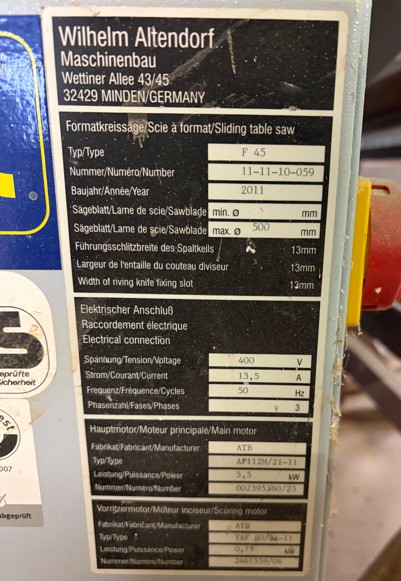 Wilhelm Altendorf
Maschinenbau
Wettiner Allee 43/45
32429 MINDEN/GERMANY
Formatkreissäge/Scie à format/Sliding table saw
Typ/Type F 45
Nummer/Numéro/Number 11-11-10-059
Baujahr/Année/Year 2011
Sägeblatt/Lame de scie/Sawblade min. ø mm
Sägeblatt/Lame de scie/Sawblade max. ø 500 mm
Führungsschlitzbreite des Spaltkeils 13mm
Largeur de l'entaille du couteau diviseur 13mm
Width of riving knife fixing slot 13mm
Elektrischer Anschluß
Raccordement électrique
Electrical connection
Spannung/Tension/Voltage 400 V
Strom/Courant/Current 13,5 A
Frequenz/Fréquence/Cycles 50 Hz
Phasenzahl/Fases/Phases 3
Hauptmotor/Moteur principale/Main motor
Fabrikat/Fabricant/Manufacturer ATB
Typ/Type AF112M/21-11
Leistung/Puissance/Power 5,5 kW
Nummer/Numéro/Number
Vorritzermotor/Moteur inciseur/Scoring motor
Fabrikat/Fabricant/Manufacturer ATB
Typ/Type
Leistung/Puissance/Power 0,75 kW
Nummer/Numéro/Number
S
geprüfte
Sicherheit
007